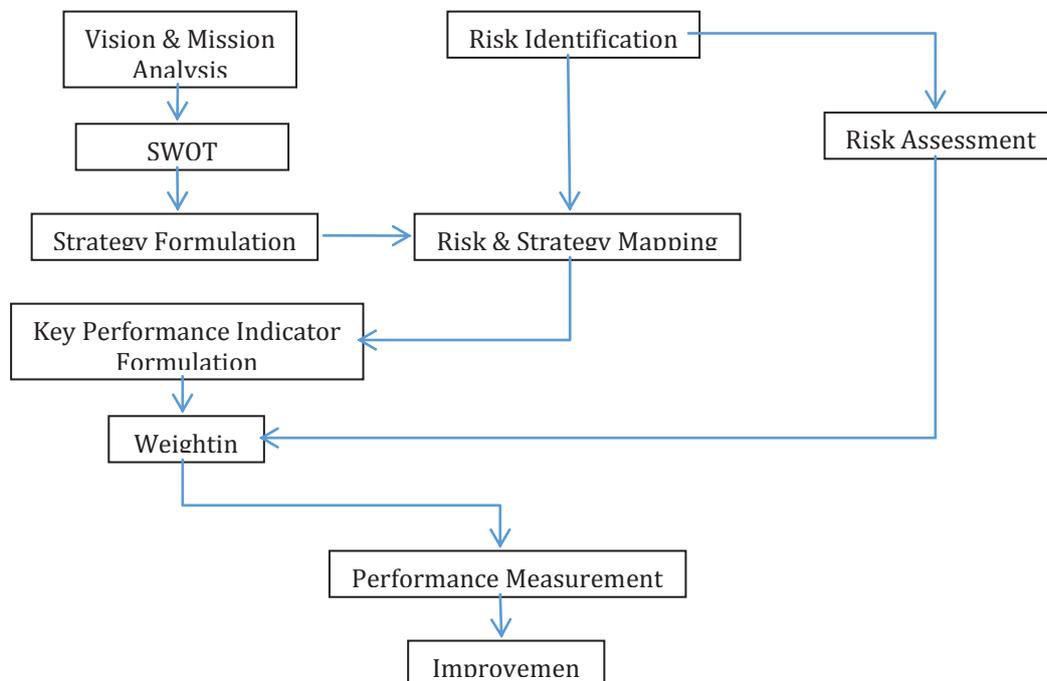 Vision & Mission
Analysis
Risk Identification
Risk Assessment
SWOT
Strategy Formulation
Risk & Strategy Mapping
Key Performance Indicator
Formulation
Weightin
Performance Measurement
Improvemen